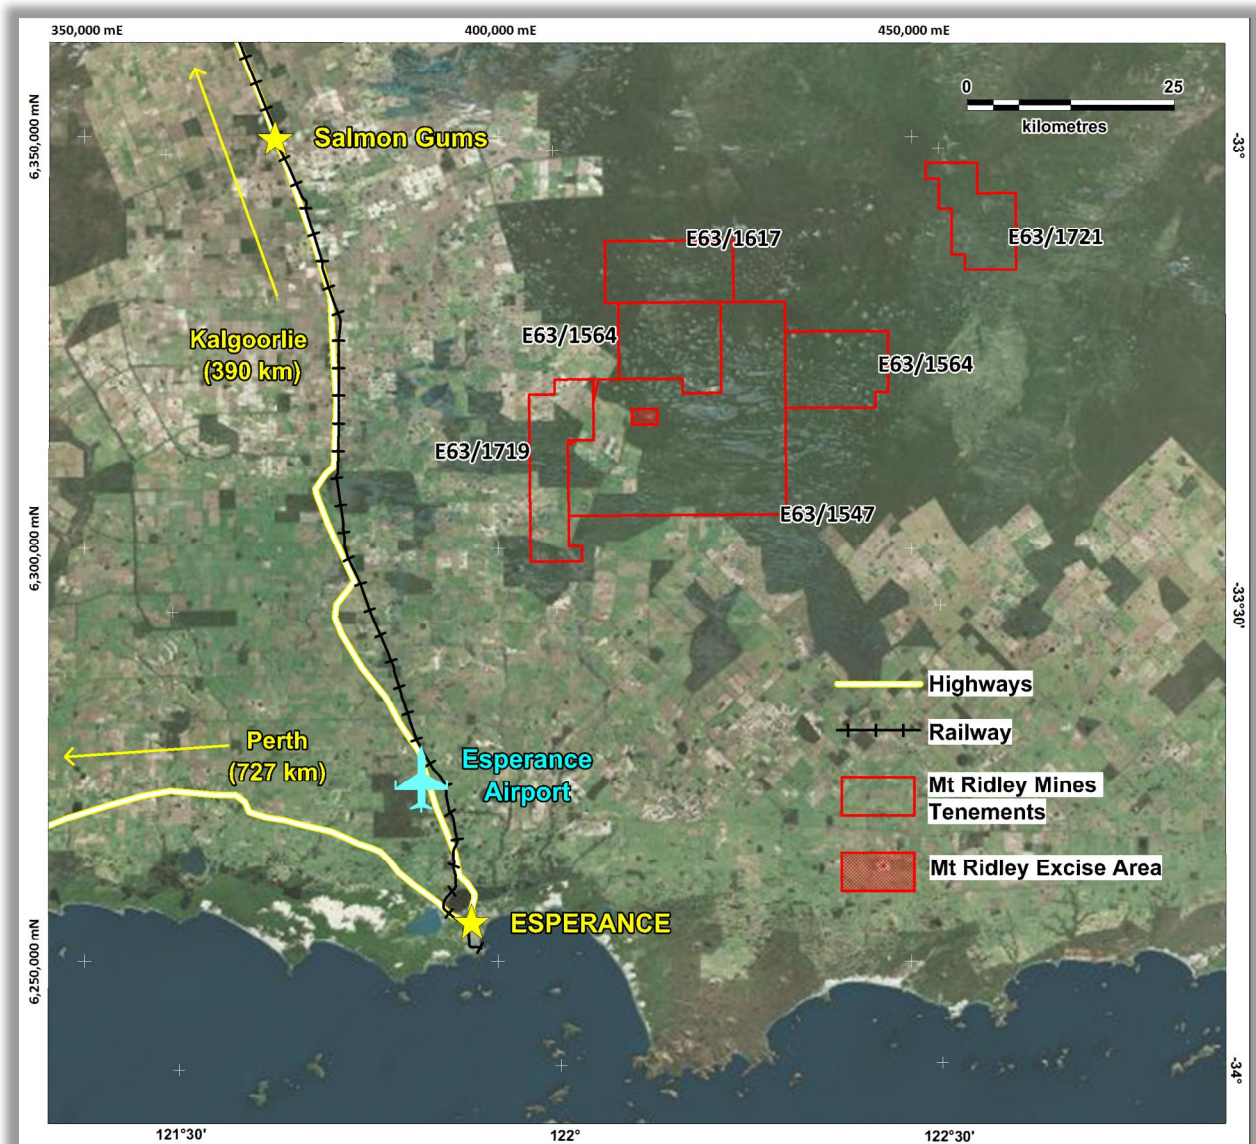 350,000 mE
400,000 mE
450,000 mE
0
25
kilometres
6,350,000 mN
-33°
Salmon Gums
E63/1617
E63/1721
Kalgoorlie
(390 km)
E63/1564
E63/1564
E63/1719
E63/1547
6,300,000 mN
-33°30'
Highways
Railway
Perth
(727 km)
Esperance
Airport
Mt Ridley Mines
Tenements
Mt Ridley Excise Area
ESPERANCE
6,250,000 mN
-34°
121°30'
122°
122°30'